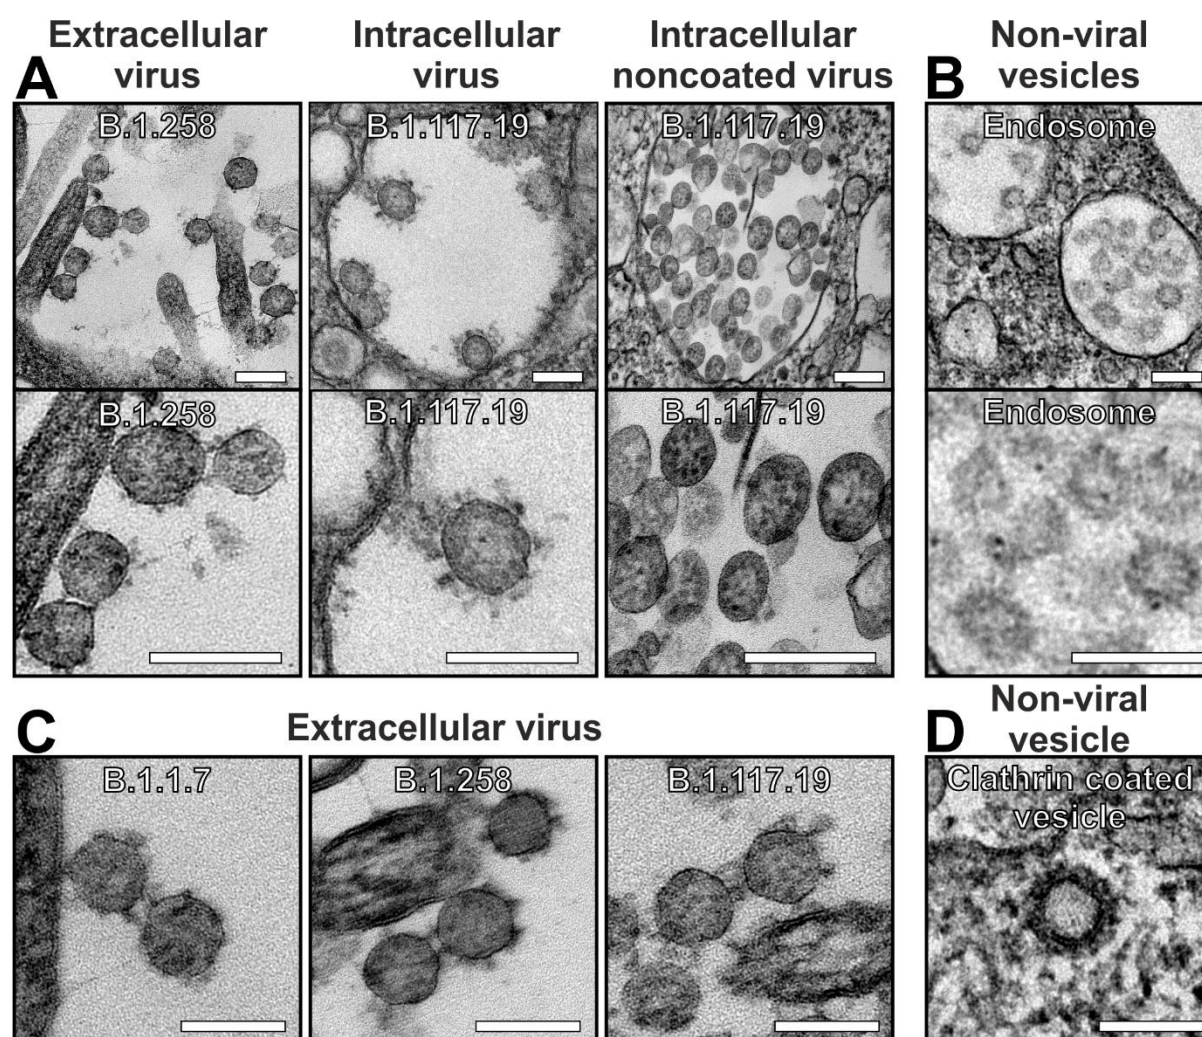 A
Extracellular
virus
Intracellular
virus
Intracellular
noncoated virus
B
Non-viral
vesicles
B.1.258
B.1.117.19
B.1.117.19
Endosome
B.1.258
B.1.117.19
B.1.117.19
Endosome
C
Extracellular virus
D
Non-viral
vesicle
B.1.1.7
B.1.258
B.1.117.19
Clathrin coated
vesicle